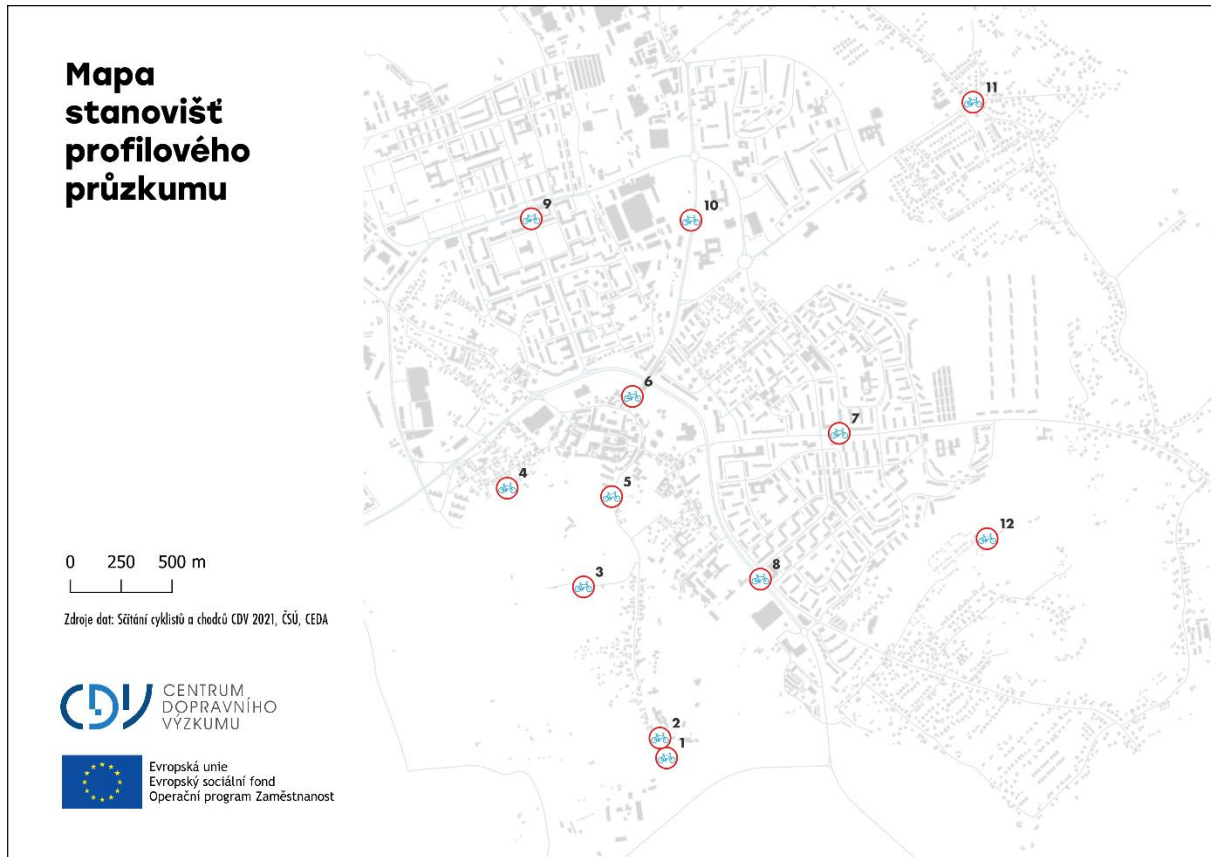 Mapa
stanovišť
profilového
průzkumu
11
9
10
6
7
4
5
12
3
8
2
1
0 250 500 m
Zdroje dat: Sčítání cyklistů a chodců CDV 2021, ČSÚ, CEDA
CDV
CENTRUM
DOPRAVNÍHO
VÝZKUMU
Evropská unie
Evropský sociální fond
Operační program Zaměstnanost